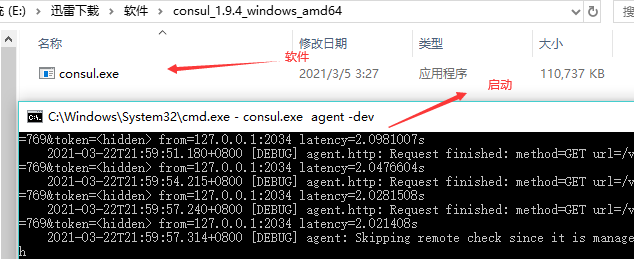 (E:) › 迅雷下载 › 软件 › consul_1.9.4_windows_amd64
名称 修改日期 类型 大小
软件
consul.exe 2021/3/5 3:27 应用程序 110,737 KB
启动
C:\Windows\System32\cmd.exe - consul.exe agent -dev
=769&token=<hidden> from=127.0.0.1:2034 latency=2.0981007s
2021-03-22T21:59:51.180+0800 [DEBUG] agent.http: Request finished: method=GET url=/v
=769&token=<hidden> from=127.0.0.1:2034 latency=2.0476604s
2021-03-22T21:59:54.215+0800 [DEBUG] agent.http: Request finished: method=GET url=/v
=769&token=<hidden> from=127.0.0.1:2034 latency=2.0281508s
2021-03-22T21:59:57.240+0800 [DEBUG] agent.http: Request finished: method=GET url=/v
=769&token=<hidden> from=127.0.0.1:2034 latency=2.021408s
2021-03-22T21:59:57.314+0800 [DEBUG] agent: Skipping remote check since it is manage
h